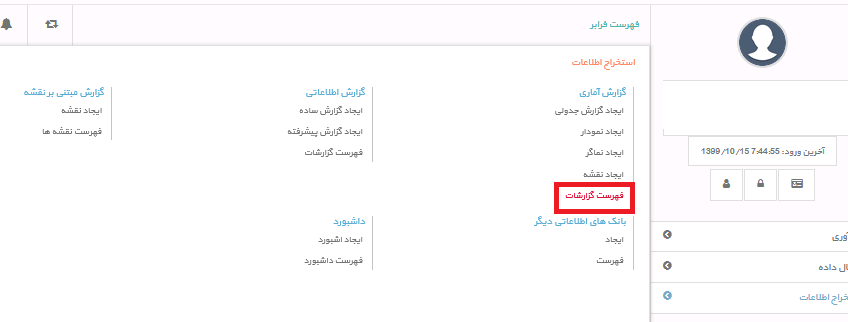 فهرست فرابر
استخراج اطلاعات
گزارش آماری
ایجاد گزارش جدولی
ایجاد نمودار
ایجاد نماگر
ایجاد نقشه
فهرست گزارشات
گزارش اطلاعاتی
ایجاد گزارش ساده
ایجاد گزارش پیشرفته
فهرست گزارشات
گزارش مبتنی بر نقشه
ایجاد نقشه
فهرست نقشه ها
بانک های اطلاعاتی دیگر
ایجاد
فهرست
داشبورد
ایجاد اشبورد
فهرست داشبورد
آخرین ورود: 7:44:55 1399/10/15
آوری
ال داده
خراج اطلاعات